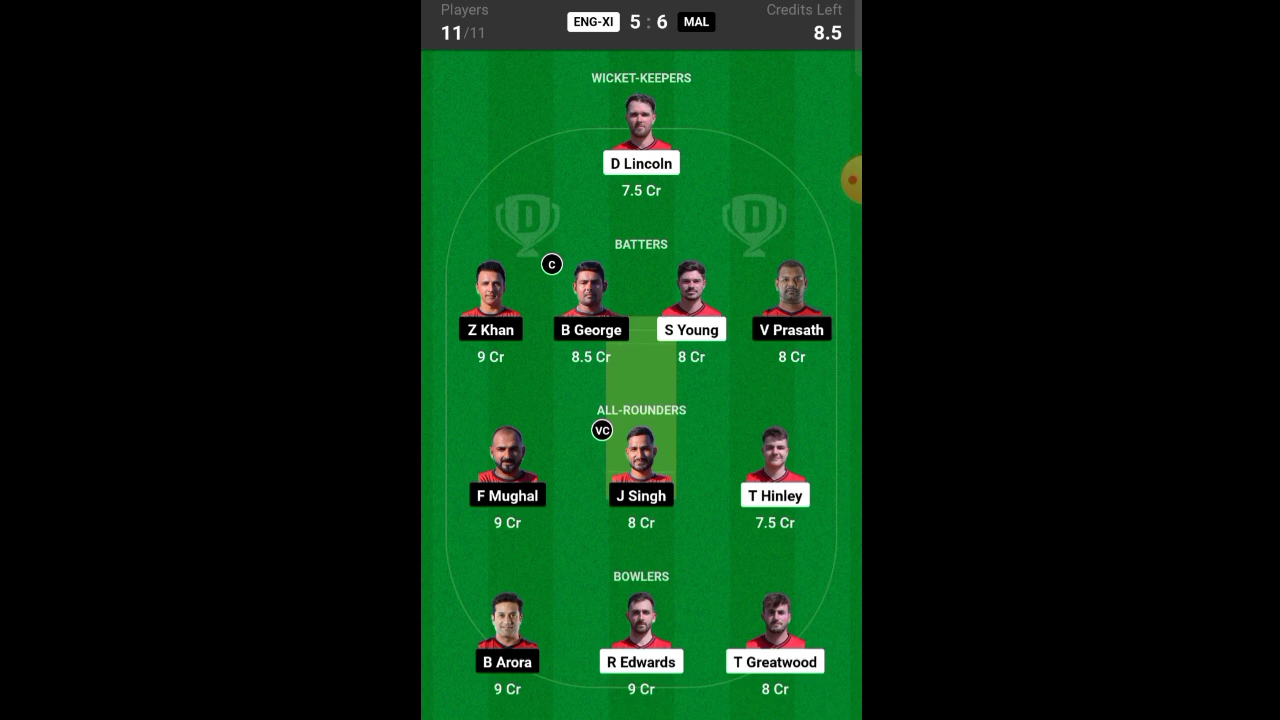 Players
Credits Left
11/11
ENG-XI 5 : 6 MAL
8.5
WICKET-KEEPERS
D Lincoln
7.5 Cr
D
D
BATTERS
C
Z Khan
B George
S Young
V Prasath
9 Cr
8.5 Cr
8 Cr
8 Cr
ALL-ROUNDERS
VC
F Mughal
J Singh
T Hinley
9 Cr
8 Cr
7.5 Cr
BOWLERS
B Arora
R Edwards
T Greatwood
9 Cr
9 Cr
8 Cr